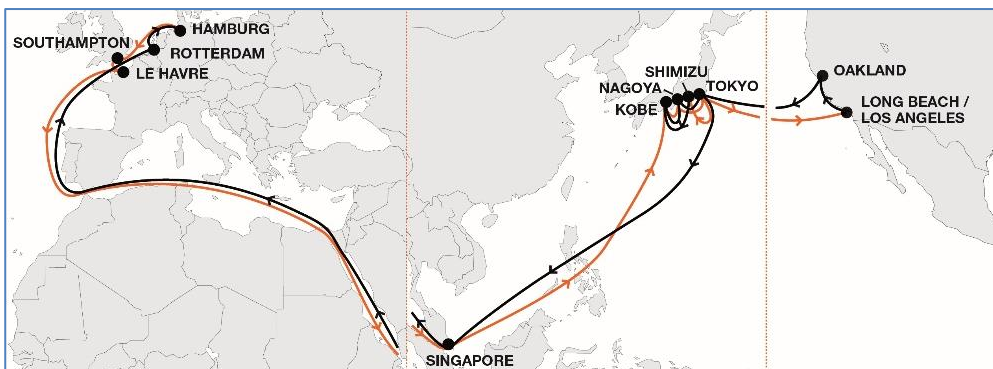 HAMBURG
SOUTHAMPTON
ROTTERDAM
LE HAVRE
SHIMIZU
NAGOYA
TOKYO
KOBE
OAKLAND
LONG BEACH /
LOS ANGELES
SINGAPORE